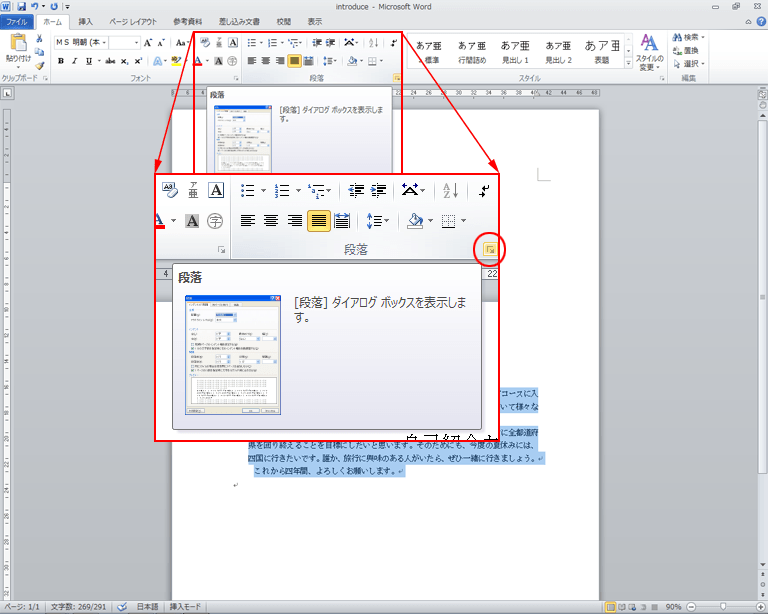 introduce - Microsoft Word
ファイル ホーム 挿入 ページ レイアウト 参考資料 差し込み文書 校閲 表示
貼り付け
ＭＳ 明朝 (本
あア亜 あア亜 あア亜 あア亜 あア亜
標準 行間詰め 見出し 1 見出し 2 表題
スタイルの
変更
検索
置換
選択
クリップボード フォント 段落 スタイル 編集
段落
[段落] ダイアログ ボックスを表示しま
す。
段落
4 22
段落
[段落] ダイアログ ボックスを表示しま
す。
コースに入
いて様々な
に全都道府
県を回り終えることを目標にしたいと思います。そのためにも、今度の夏休みには、
四国に行きたいです。誰か、旅行に興味のある人がいたら、ぜひ一緒に行きましょう。
これから四年間、よろしくお願いします。
ページ: 1/1 文字数: 269/291 日本語 挿入モード 90%